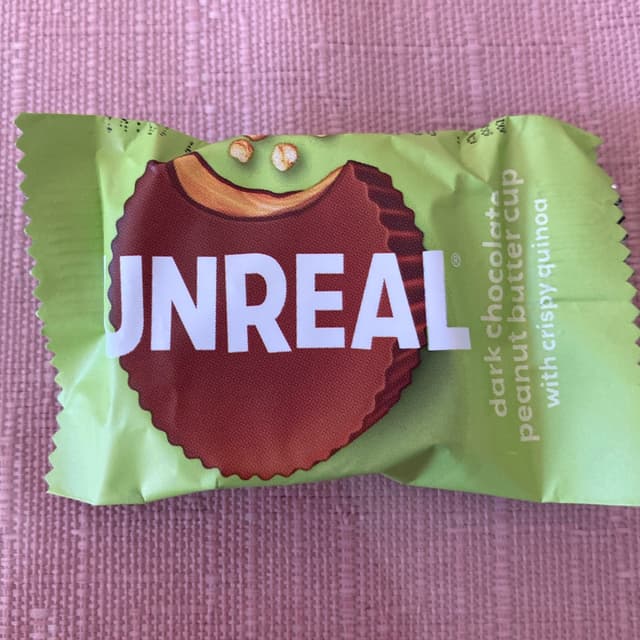 UNREAL®
dark chocolate
peanut butter cup
with crispy quinoa